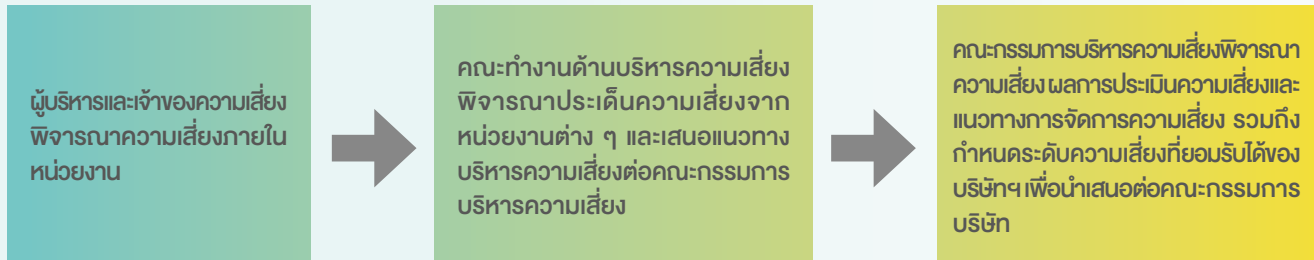 ผู้บริหารและเจ้าของความเสี่ยง
พิจารณาความเสี่ยงภายใน
หน่วยงาน
คณะทำงานด้านบริหารความเสี่ยง
พิจารณาประเด็นความเสี่ยงจาก
หน่วยงานต่าง ๆ และเสนอแนวทาง
บริหารความเสี่ยงต่อคณะกรรมการ
บริหารความเสี่ยง
คณะกรรมการบริหารความเสี่ยงพิจารณา
ความเสี่ยง ผลการประเมินความเสี่ยงและ
แนวทางการจัดการความเสี่ยง รวมถึง
กำหนดระดับความเสี่ยงที่ยอมรับได้ของ
บริษัทฯ เพื่อนำเสนอต่อคณะกรรมการ
บริษัท